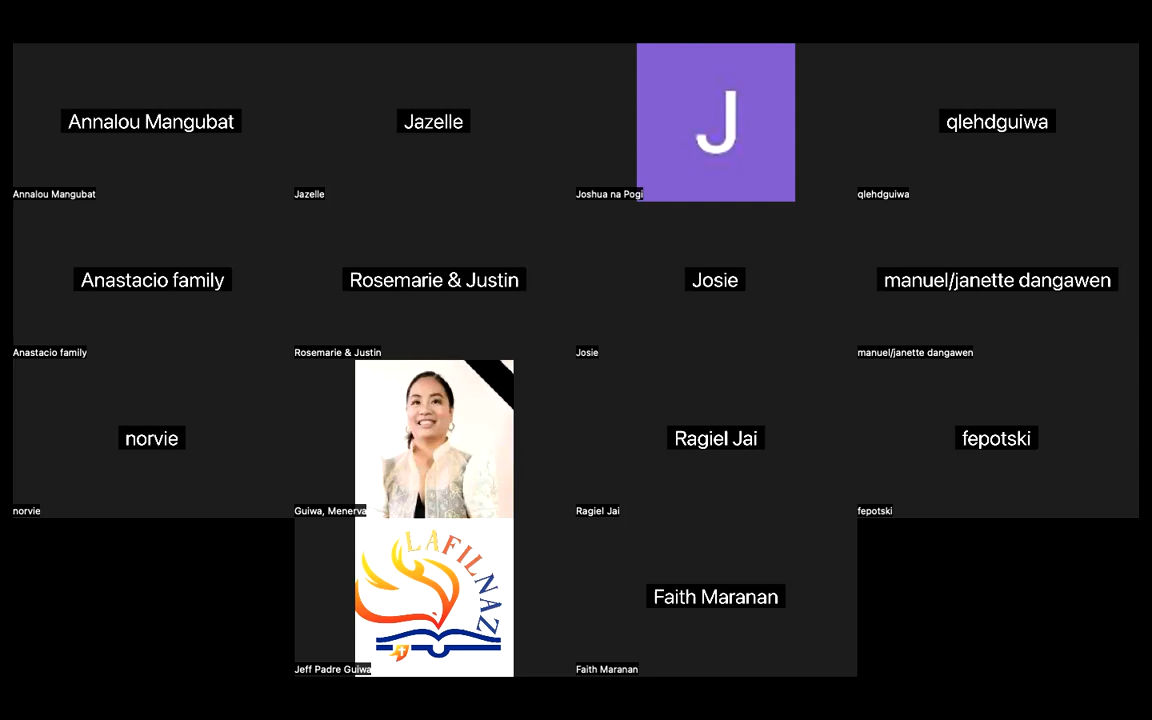 Annalou Mangubat
Annalou Mangubat
Jazelle
Jazelle
J
Joshua na Pogi
qlehdguiwa
qlehdguiwa
Anastacio family
Anastacio family
Rosemarie & Justin
Rosemarie & Justin
Josie
Josie
manuel/janette dangawen
manuel/janette dangawen
norvie
norvie
Guiwa, Menerva
Ragiel Jai
Ragiel Jai
fepotski
fepotski
LAFILNAZ
Jeff Padre Guiwa
Faith Maranan
Faith Maranan